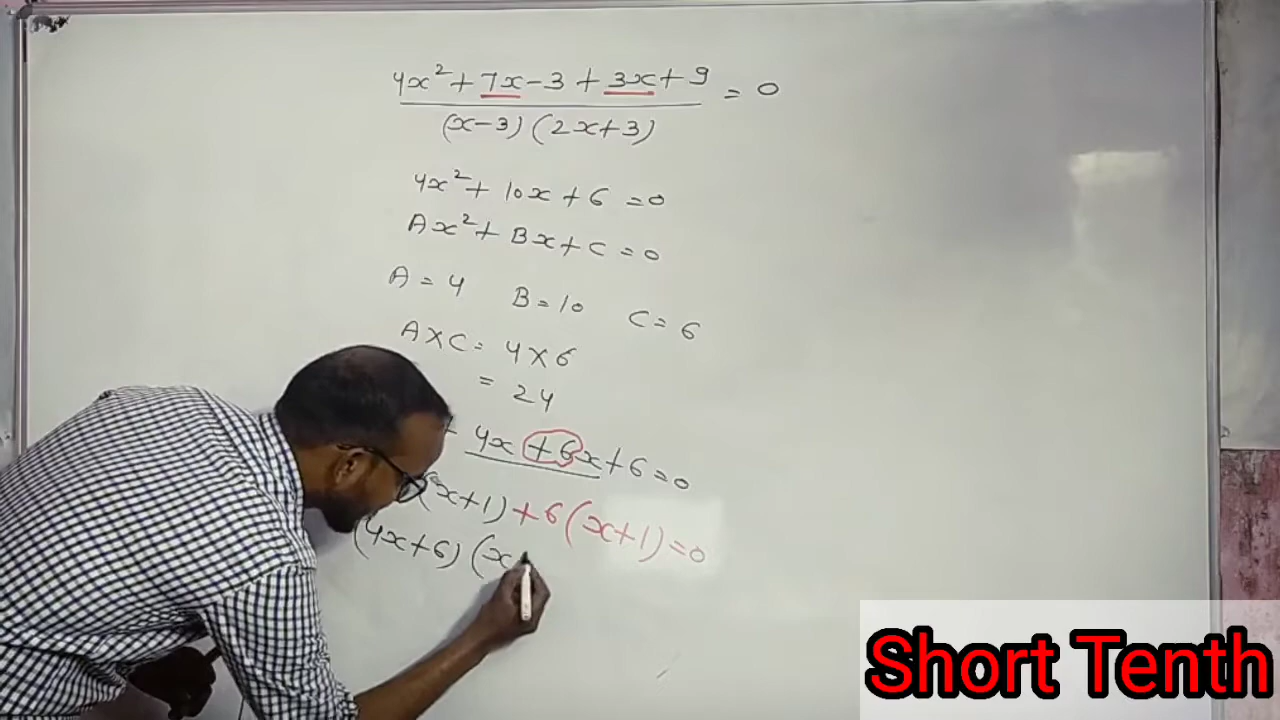 4x² + 7x - 3 + 3x + 9 = 0
(x - 3) (2x + 3)
4x² + 10x + 6 = 0
Ax² + Bx + C = 0
A = 4 B = 10 C = 6
A × C = 4 × 6
= 24
+ 4x + 6x + 6 = 0
(x + 1) + 6 (x + 1) = 0
(4x + 6) (x
Short Tenth